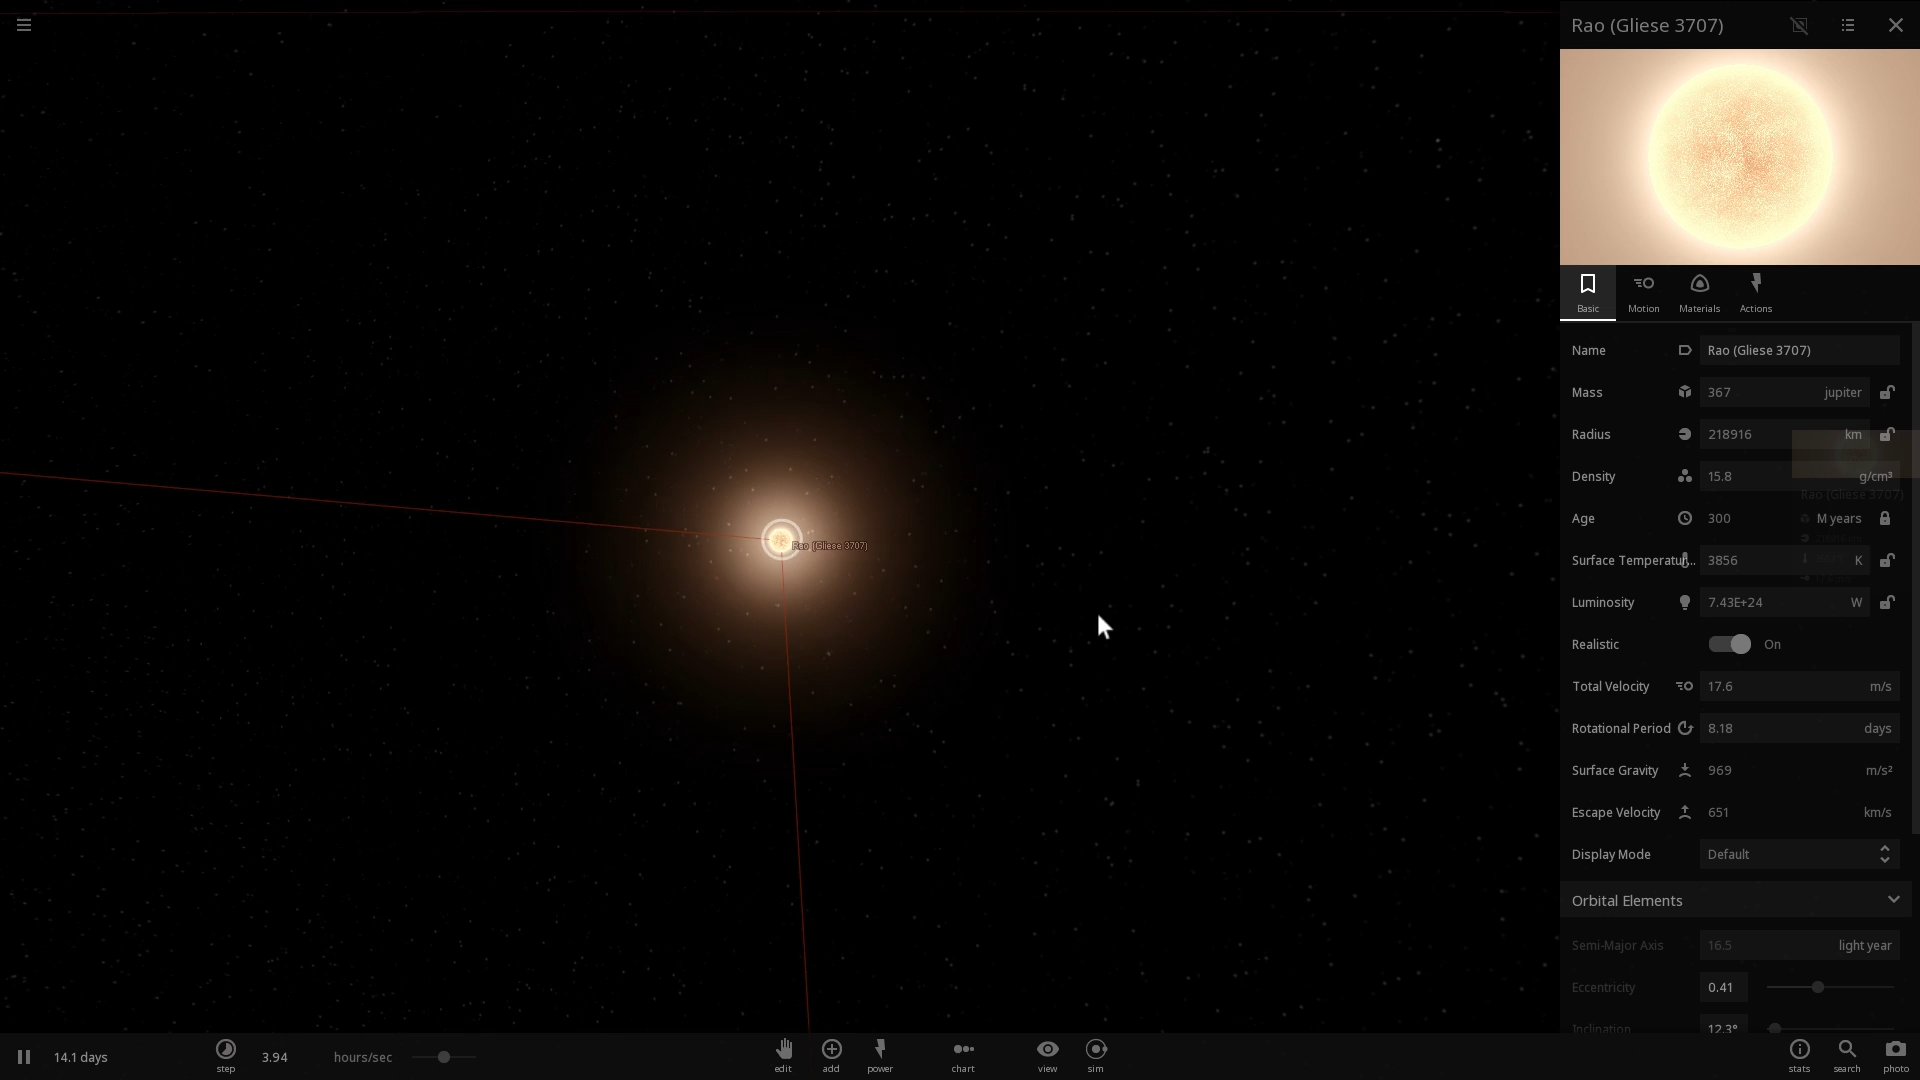 Rao (Gliese 3707)
Basic
Motion
Materials
Actions
Name
Rao (Gliese 3707)
Mass
367
jupiter
Radius
218916
km
Density
15.8
g/cm³
Rao (Gliese 3707)
Age
300
M years
Surface Temperatur...
3856
K
Rao (Gliese 3707)
Luminosity
7.43E+24
W
Realistic
On
Total Velocity
17.6
m/s
Rotational Period
8.18
days
Surface Gravity
969
m/s²
Escape Velocity
651
km/s
Display Mode
Default
Orbital Elements
Semi-Major Axis
16.5
light year
Eccentricity
0.41
Inclination
12.3°
14.1 days
step
3.94
hours/sec
edit
add
power
chart
view
sim
stats
search
photo